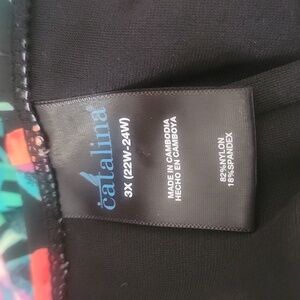 catalina
3X (22W-24W)
MADE IN CAMBODIA
HECHO EN CAMBOYA
82%NYLON
18%SPANDEX